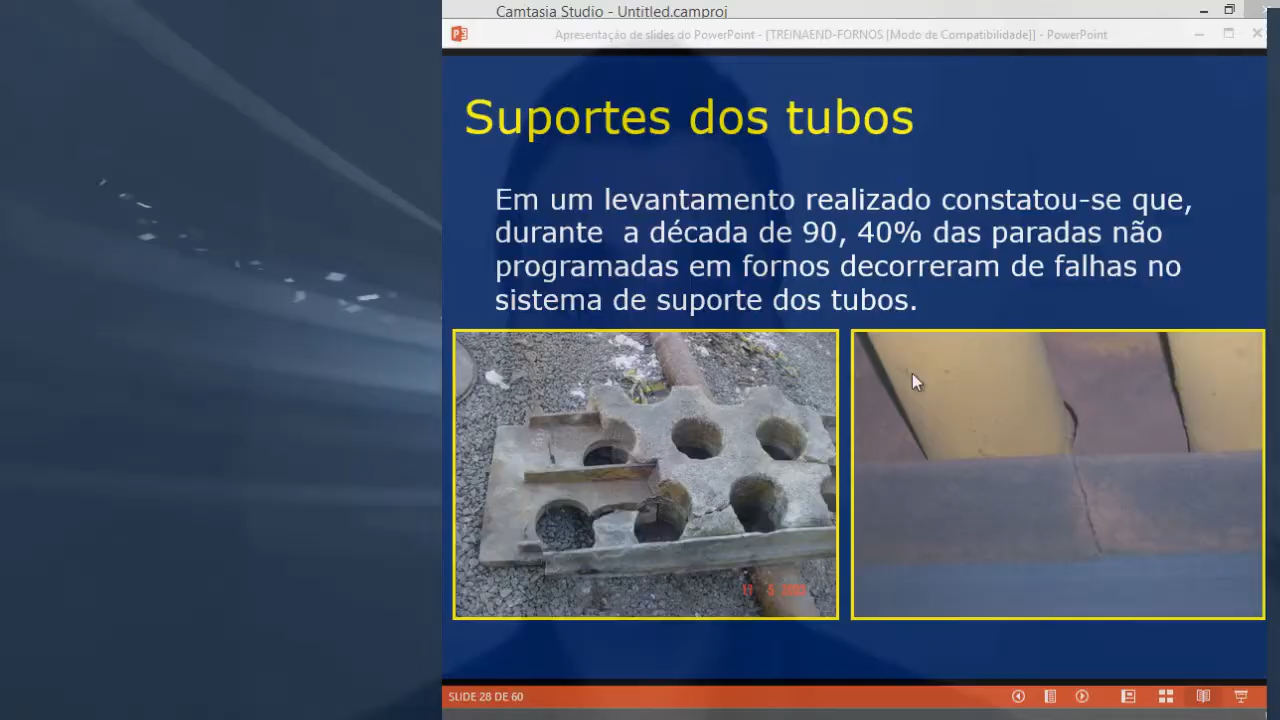 Camtasia Studio - Untitled.camproj
Apresentação de slides do PowerPoint - [TREINAEND-FORNOS [Modo de Compatibilidade]] - PowerPoint
Suportes dos tubos
Em um levantamento realizado constatou-se que,
durante a década de 90, 40% das paradas não
programadas em fornos decorreram de falhas no
sistema de suporte dos tubos.
SLIDE 28 DE 60